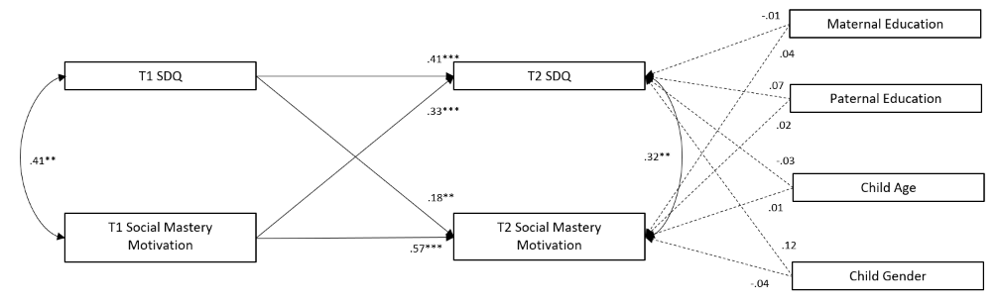 -.01
Maternal Education
.04
.41***
T1 SDQ
T2 SDQ
.07
Paternal Education
.33***
.02
.41**
.32**
-.03
Child Age
.18**
.01
T1 Social Mastery
Motivation
T2 Social Mastery
Motivation
.57***
.12
Child Gender
-.04